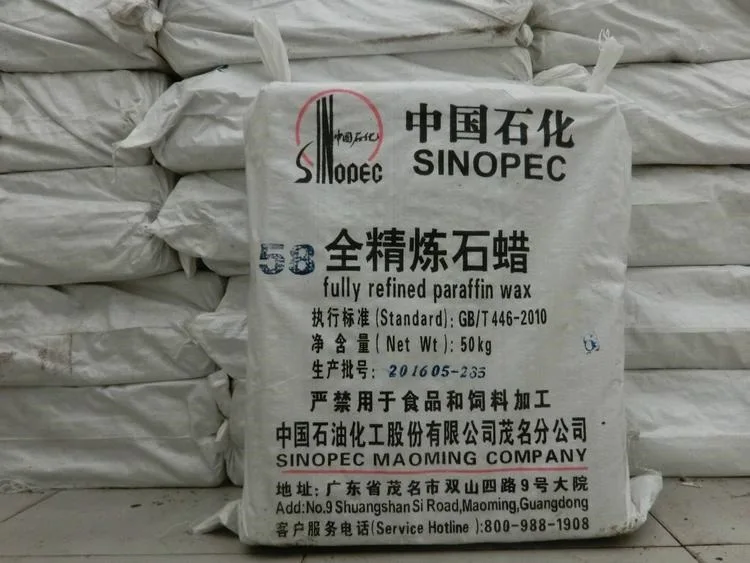 中国石化
SINOPEC
中国石化
SINOPEC
58 全精炼石蜡
fully refined paraffin wax
执行标准(Standard): GB/T 446-2010
净含量(Net Wt): 50kg
生产批号: 201605-235
严禁用于食品和饲料加工
中国石油化工股份有限公司茂名分公司
SINOPEC MAOMING COMPANY
地址: 广东省茂名市双山四路9号大院
Add:No.9 Shuangshan Si Road,Maoming,Guangdong
客户服务电话(Service Hotline):800-988-1908